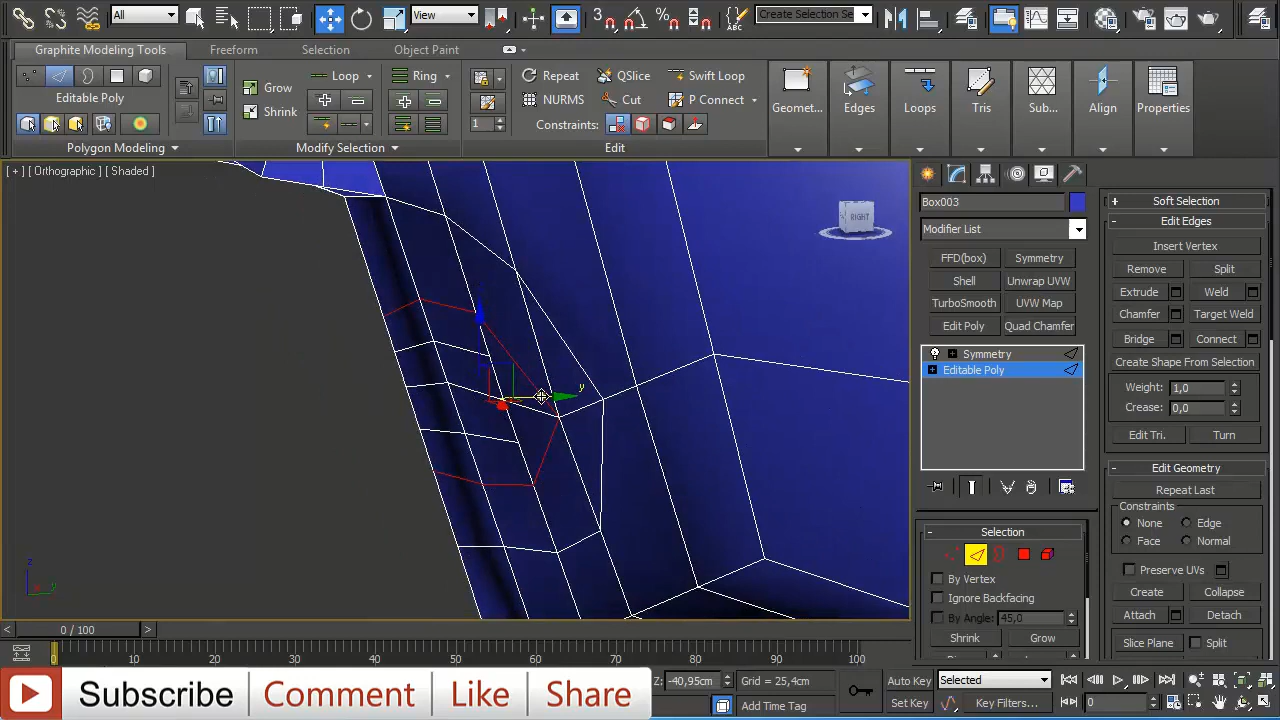 All
View
Create Selection Se
Graphite Modeling Tools
Freeform
Selection
Object Paint
Editable Poly
Polygon Modeling
Loop
Ring
Grow
Shrink
Modify Selection
Repeat
QSlice
Swift Loop
NURMS
Cut
P Connect
1
Constraints:
Edit
Geomet...
Edges
Loops
Tris
Sub...
Align
Properties
[ + ] [ Orthographic ] [ Shaded ]
RIGHT
y
z
y
Box003
Modifier List
FFD(box)
Symmetry
Shell
Unwrap UVW
TurboSmooth
UVW Map
Edit Poly
Quad Chamfer
Symmetry
Editable Poly
Selection
By Vertex
Ignore Backfacing
By Angle: 45,0
Shrink
Grow
Soft Selection
Edit Edges
Insert Vertex
Remove
Split
Extrude
Weld
Chamfer
Target Weld
Bridge
Connect
Create Shape From Selection
Weight: 1,0
Crease: 0,0
Edit Tri.
Turn
Edit Geometry
Repeat Last
Constraints
None
Edge
Face
Normal
Preserve UVs
Create
Collapse
Attach
Detach
Slice Plane
Split
0 / 100
10 20 30 40 50 60 70 80 90 100
Subscribe Comment Like Share
Z: -40,95cm
Grid = 25,4cm
Add Time Tag
Auto Key
Selected
Set Key
Key Filters...
0